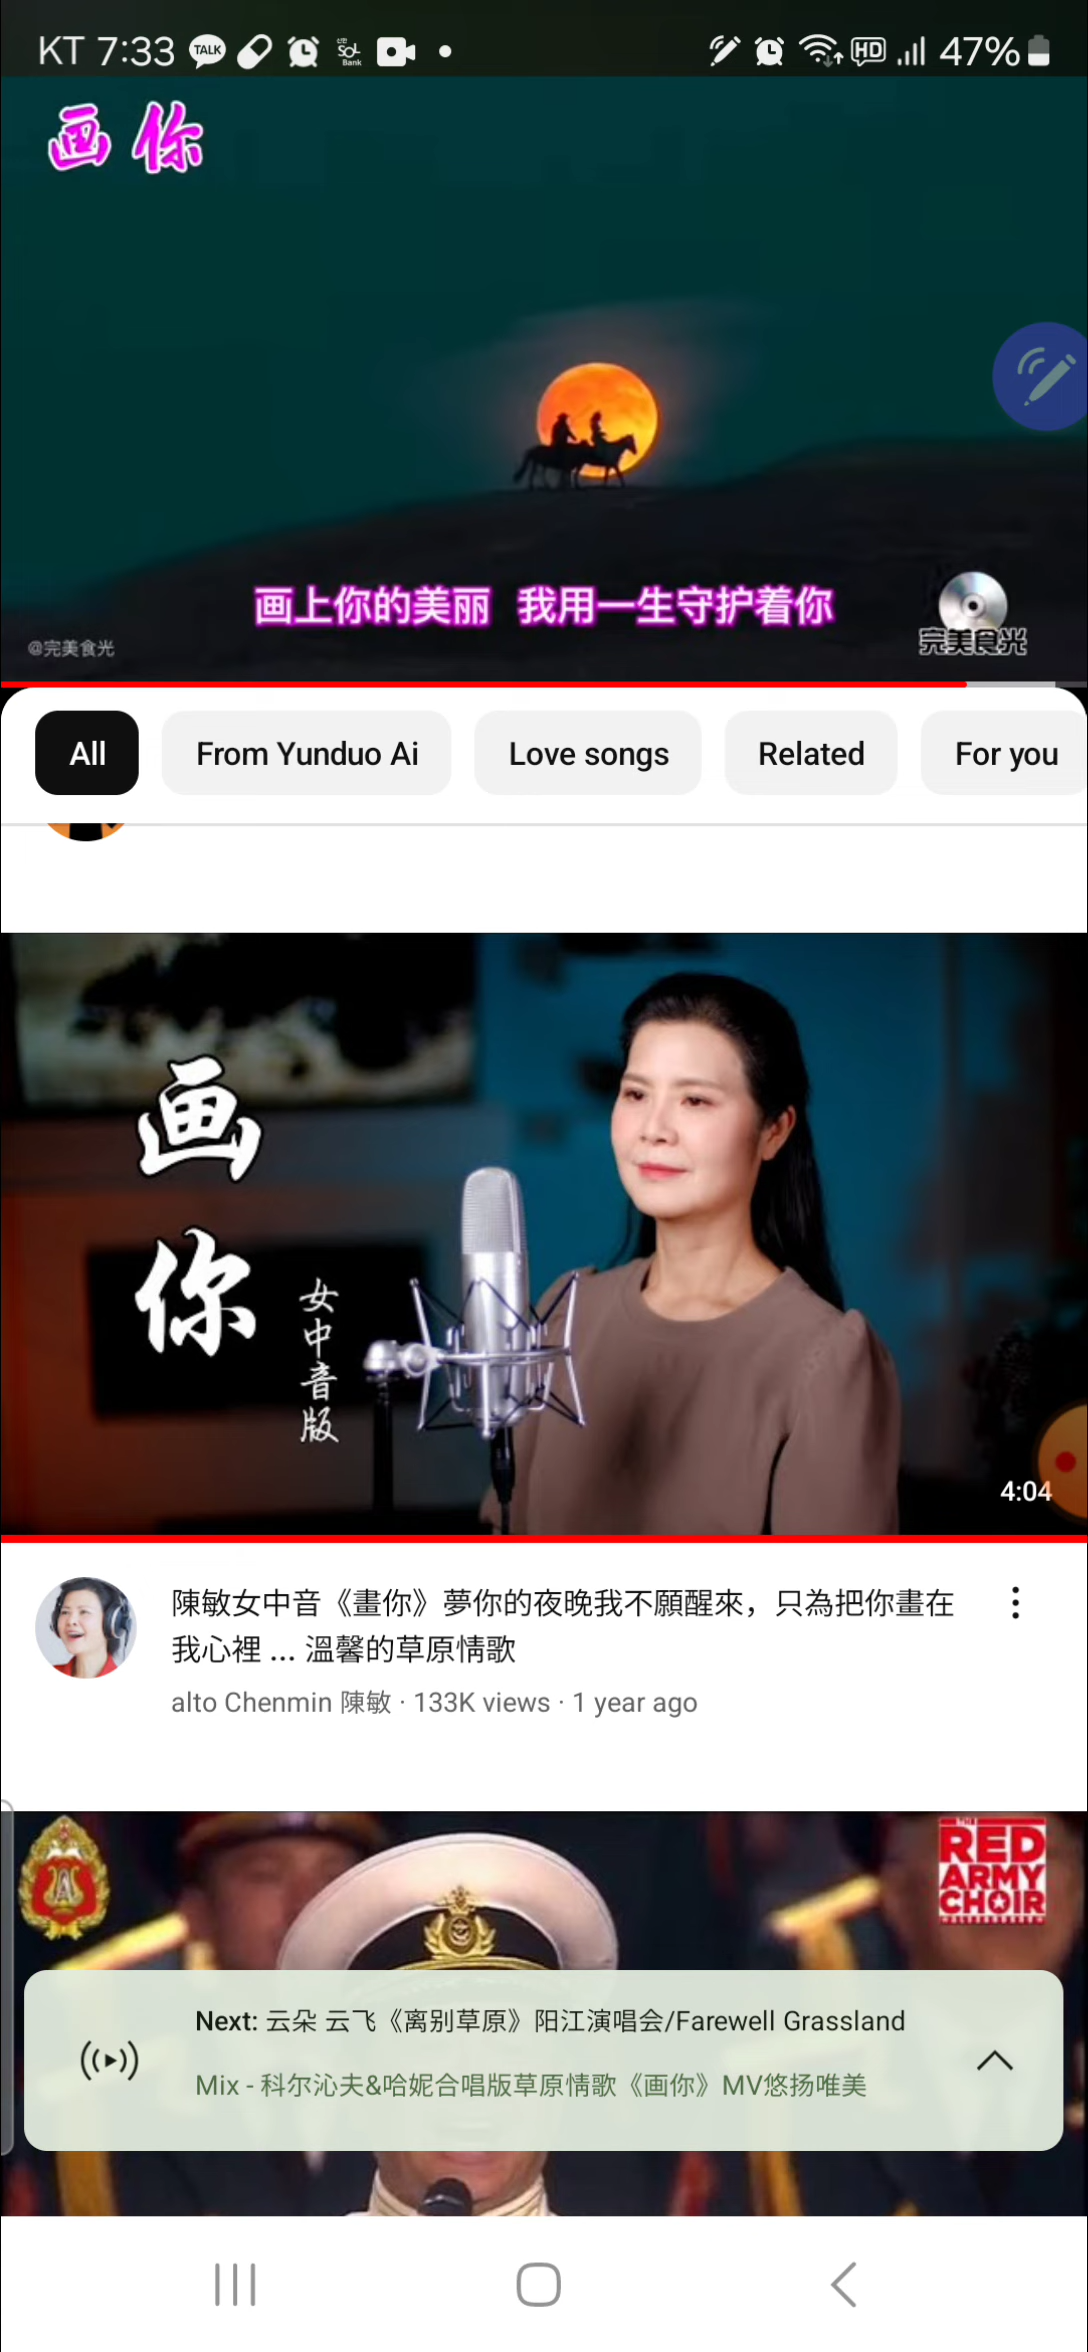 KT 7:33
TALK
신한
SOL
Bank
HD
47%
画 你
画上你的美丽 我用一生守护着你
@完美食光
完美食光
All
From Yunduo Ai
Love songs
Related
For you
画
你
女中音版
4:04
陳敏女中音《畫你》夢你的夜晚我不願醒來，只為把你畫在
我心裡 ... 溫馨的草原情歌
alto Chenmin 陳敏 · 133K views · 1 year ago
RED
ARMY
CHOIR
Next: 云朵 云飞《离别草原》阳江演唱会/Farewell Grassland
Mix - 科尔沁夫&哈妮合唱版草原情歌《画你》MV悠扬唯美